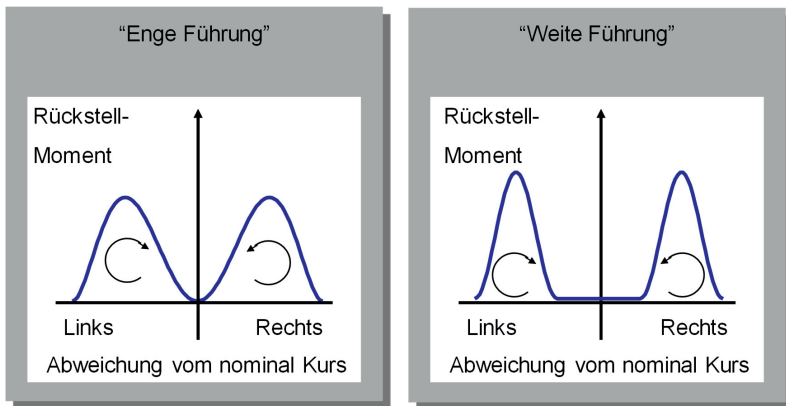 “Enge Führung”
Rückstell-
Moment
Links
Rechts
Abweichung vom nominal Kurs
“Weite Führung”
Rückstell-
Moment
Links
Rechts
Abweichung vom nominal Kurs